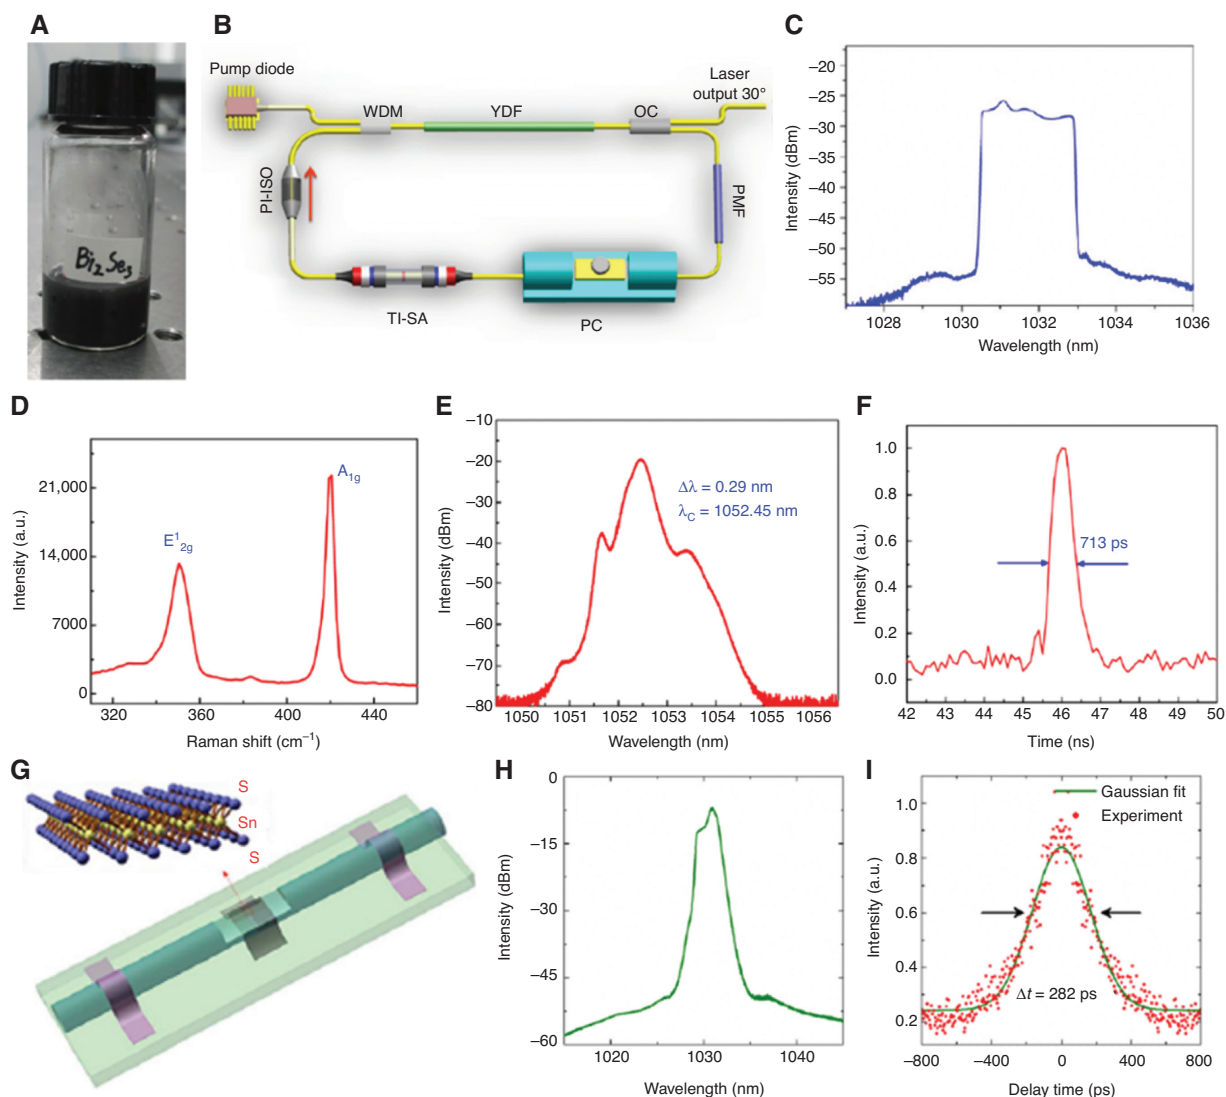 A
Bi₂Se₃
B
Pump diode
WDM
YDF
OC
Laser
output 30°
PI-ISO
PMF
TI-SA
PC
C
Intensity (dBm)
–20
–25
–30
–35
–40
–45
–50
–55
1028 1030 1032 1034 1036
Wavelength (nm)
D
Intensity (a.u.)
21,000
14,000
7000
0
E¹₂g
A₁g
320 360 400 440
Raman shift (cm⁻¹)
E
Intensity (dBm)
–10
–20
–30
–40
–50
–60
–70
–80
Δλ = 0.29 nm
λC = 1052.45 nm
1050 1051 1052 1053 1054 1055 1056
Wavelength (nm)
F
Intensity (a.u.)
1.0
0.8
0.6
0.4
0.2
0.0
713 ps
42 43 44 45 46 47 48 49 50
Time (ns)
G
S
Sn
S
H
Intensity (dBm)
0
–15
–30
–45
–60
1020 1030 1040
Wavelength (nm)
I
Intensity (a.u.)
1.0
0.8
0.6
0.4
0.2
Gaussian fit
Experiment
Δt = 282 ps
–800 –400 0 400 800
Delay time (ps)